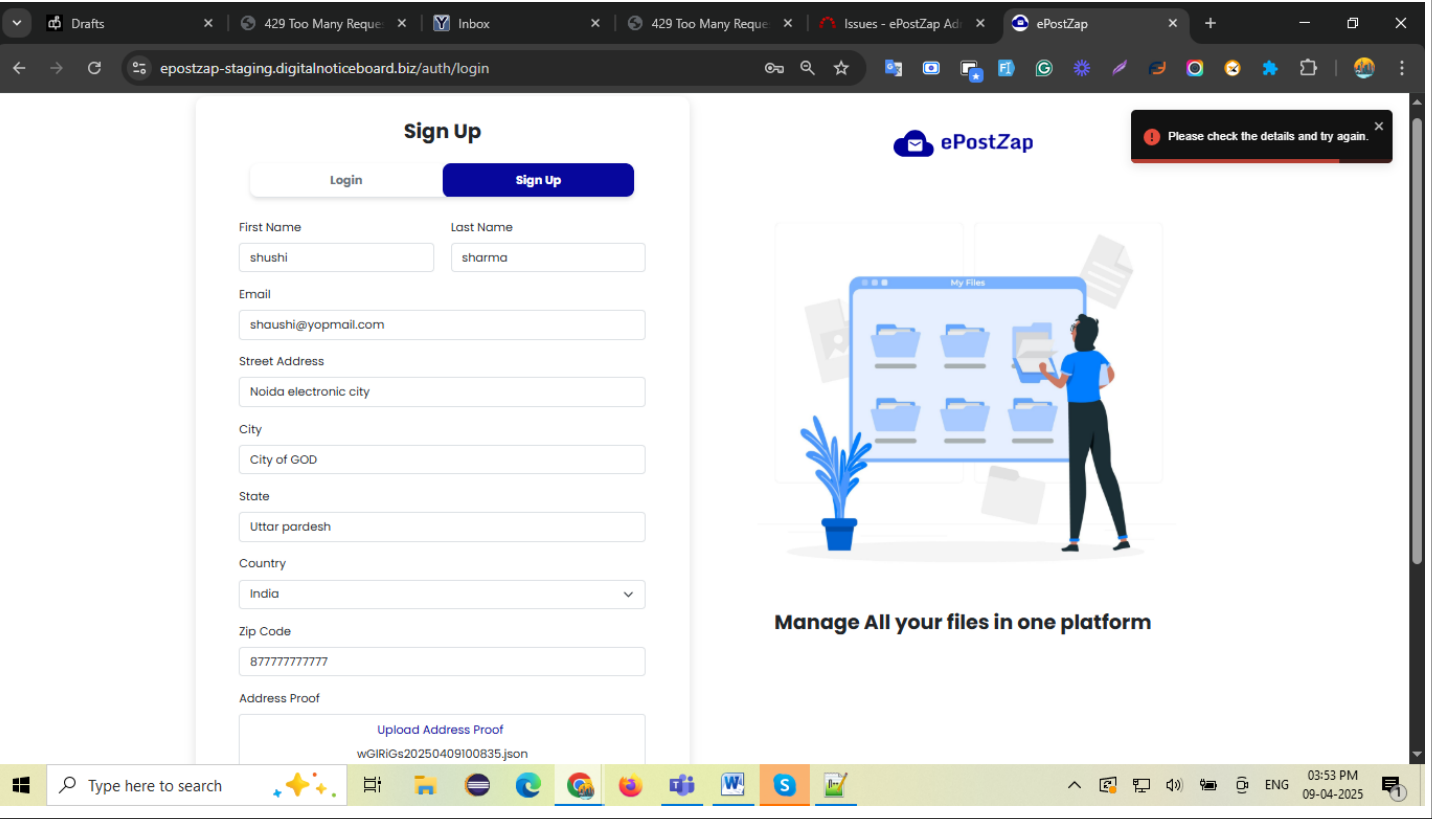 Drafts
429 Too Many Reque
Inbox
429 Too Many Reque
Issues - ePostZap Ad
ePostZap
epostzap-staging.digitalnoticeboard.biz/auth/login
Sign Up
Login
Sign Up
First Name
Last Name
shushi
sharma
Email
shaushi@yopmail.com
Street Address
Noida electronic city
City
City of GOD
State
Uttar pardesh
Country
India
Zip Code
877777777777
Address Proof
Upload Address Proof
wGIRiGs20250409100835.json
ePostZap
Please check the details and try again.
My Files
Manage All your files in one platform
Type here to search
ENG
03:53 PM
09-04-2025
1